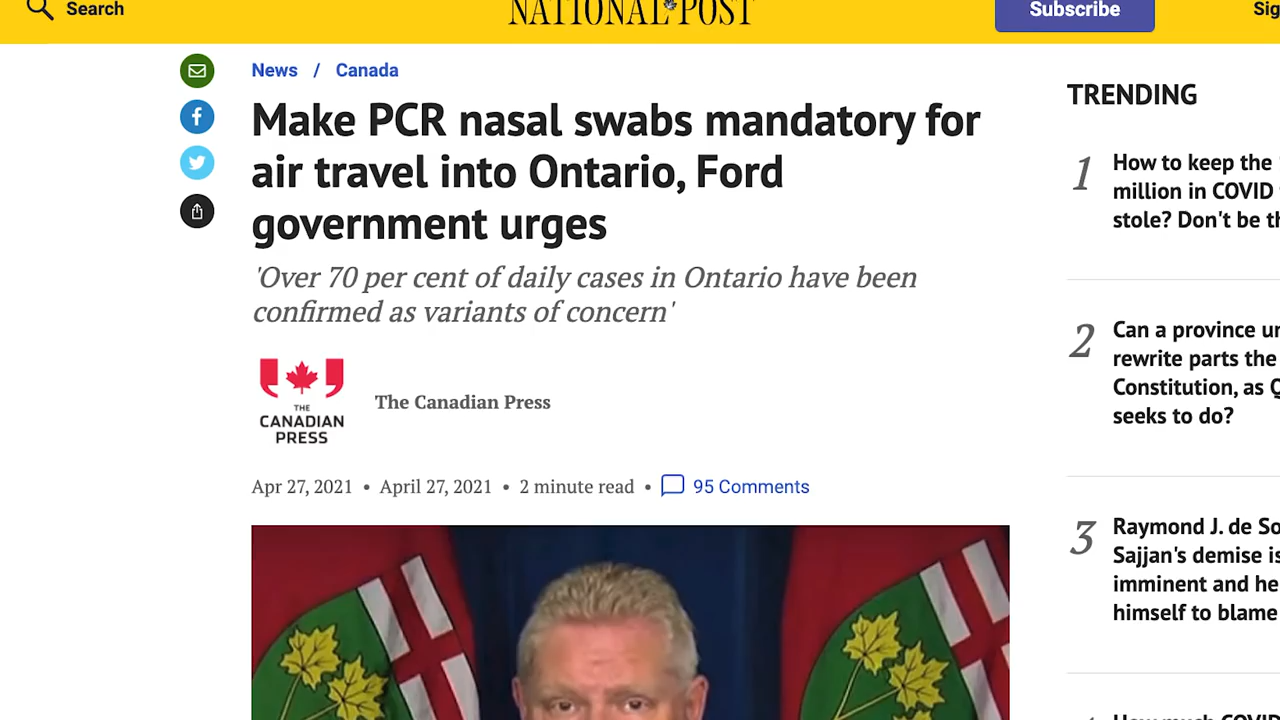 Search
NATIONAL POST
Subscribe
News / Canada
Make PCR nasal swabs mandatory for
air travel into Ontario, Ford
government urges
'Over 70 per cent of daily cases in Ontario have been
confirmed as variants of concern'
THE
CANADIAN
PRESS
The Canadian Press
Apr 27, 2021 • April 27, 2021 • 2 minute read • 95 Comments
TRENDING
1
How to keep the
million in COVID
stole? Don't be
2
Can a province
rewrite parts the
Constitution, as
seeks to do?
3
Raymond J. de
Sajjan's demise
imminent and he
himself to blame